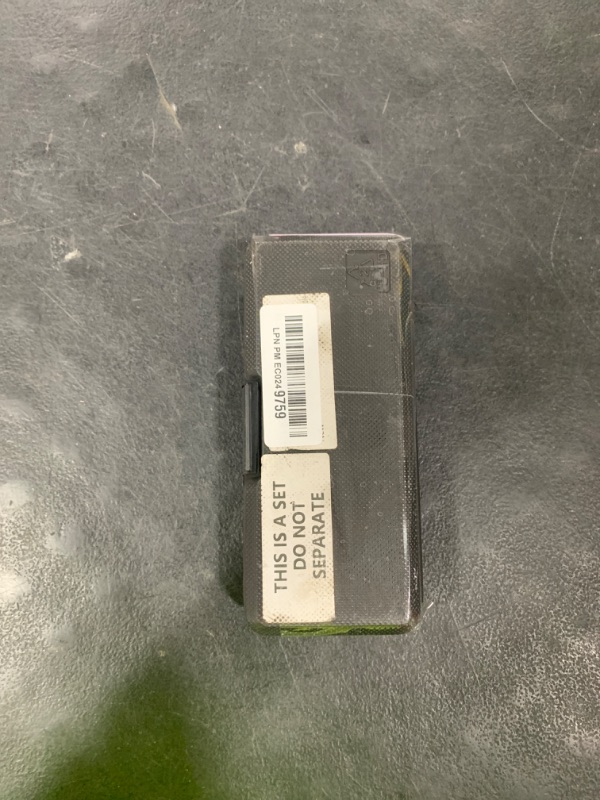 LPN PM EC0249759
THIS IS A SET
DO NOT
SEPARATE